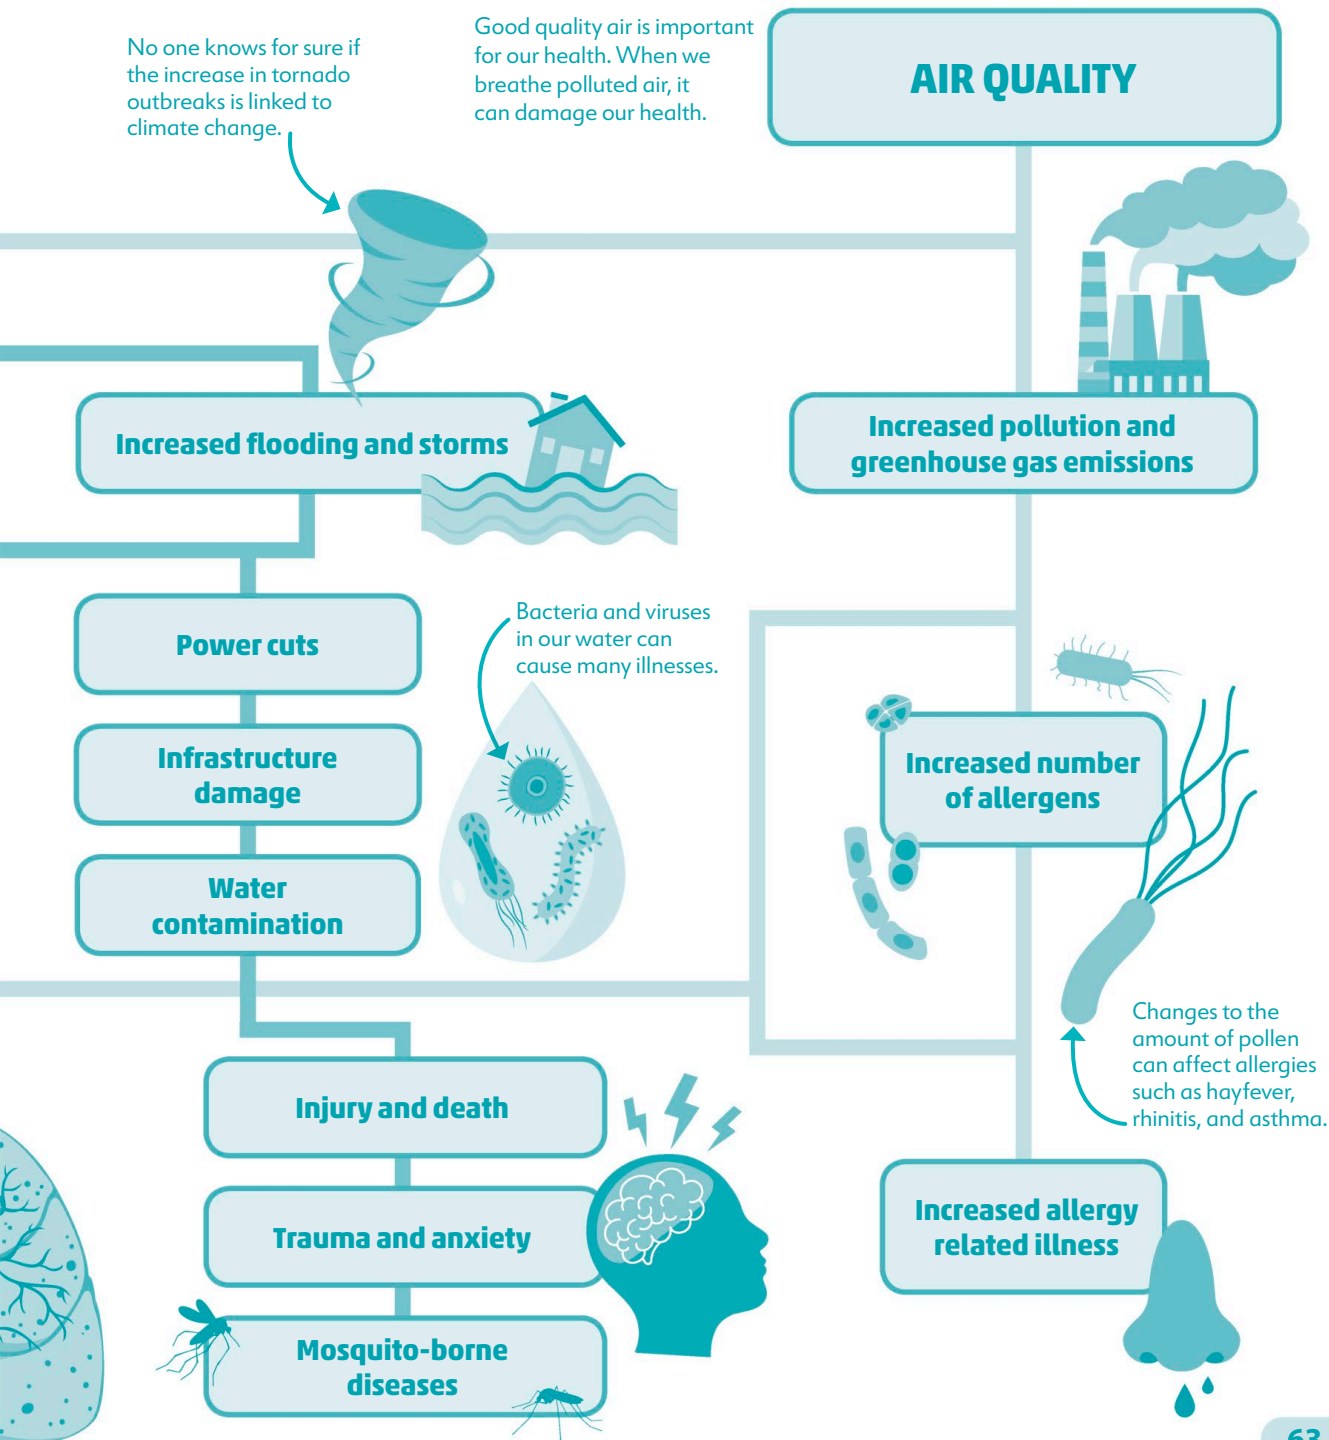 No one knows for sure if
the increase in tornado
outbreaks is linked to
climate change.
Good quality air is important
for our health. When we
breathe polluted air, it
can damage our health.
AIR QUALITY
Increased flooding and storms
Increased pollution and
greenhouse gas emissions
Power cuts
Bacteria and viruses
in our water can
cause many illnesses.
Infrastructure
damage
Increased number
of allergens
Water
contamination
Changes to the
amount of pollen
can affect allergies
such as hayfever,
rhinitis, and asthma.
Injury and death
Trauma and anxiety
Increased allergy
related illness
Mosquito-borne
diseases
63